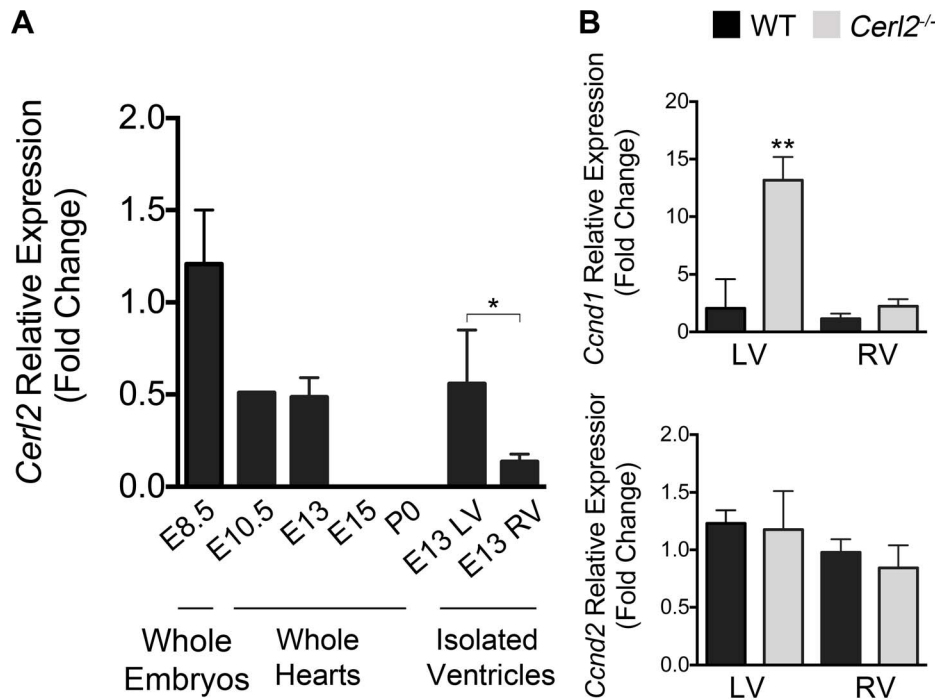 A
Cerl2 Relative Expression
(Fold Change)
2.0
1.5
1.0
0.5
0.0
*
E8.5
E10.5
E13
E15
P0
E13 LV
E13 RV
Whole
Embryos
Whole
Hearts
Isolated
Ventricles
B
WT
Cerl2-/-
Ccnd1 Relative Expression
(Fold Change)
20
15
10
5
0
**
LV
RV
Ccnd2 Relative Expressior
(Fold Change)
2.0
1.5
1.0
0.5
0.0
LV
RV